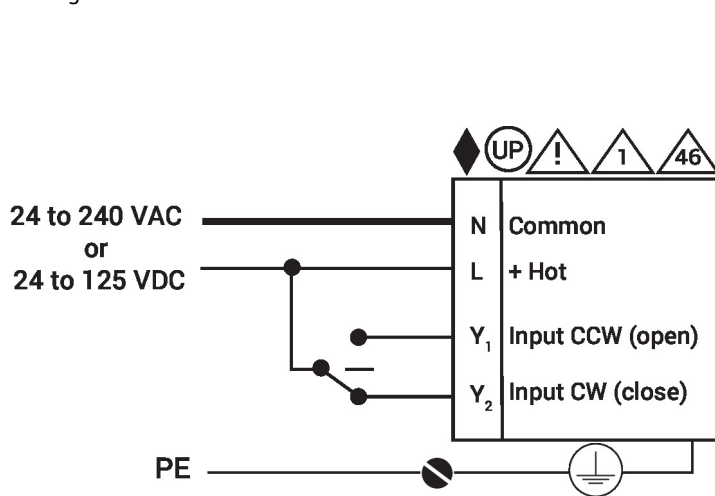 UP ! 1 46
24 to 240 VAC
or
24 to 125 VDC
N Common
L + Hot
Y1 Input CCW (open)
Y2 Input CW (close)
PE